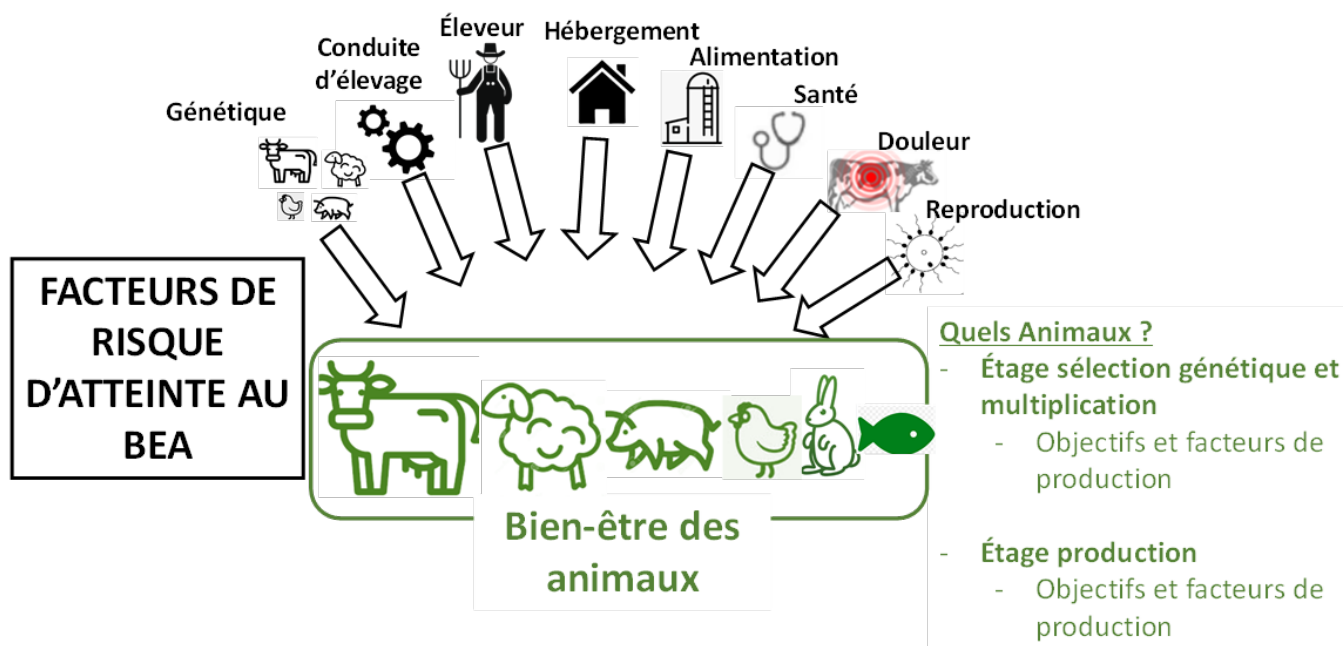 Génétique
Conduite
d'élevage
Éleveur
Hébergement
Alimentation
Santé
Douleur
Reproduction
FACTEURS DE
RISQUE
D'ATTEINTE AU
BEA
Bien-être des
animaux
Quels Animaux ?
- Étage sélection génétique et
multiplication
- Objectifs et facteurs de
production
- Étage production
- Objectifs et facteurs de
production